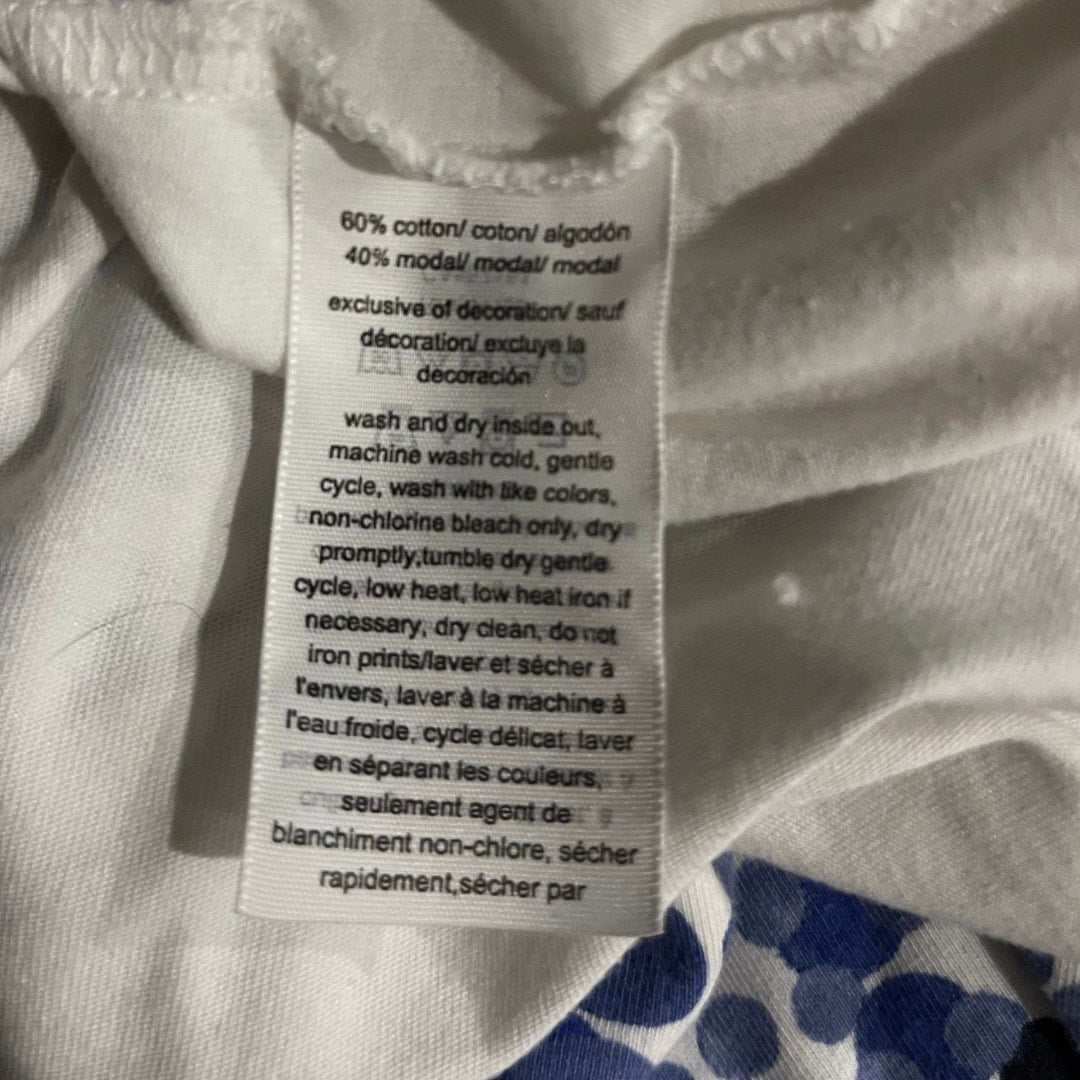 60% cotton/ coton/ algodón
40% modal/ modal/ modal
exclusive of decoration/ sauf
décoration/ excluye la
decoración
wash and dry inside out,
machine wash cold, gentle
cycle, wash with like colors,
non-chlorine bleach only, dry
promptly,tumble dry gentle
cycle, low heat, low heat iron if
necessary, dry clean, do not
iron prints/laver et sécher à
l'envers, laver à la machine à
l'eau froide, cycle délicat, laver
en séparant les couleurs,
seulement agent de
blanchiment non-chlore, sécher
rapidement,sécher par